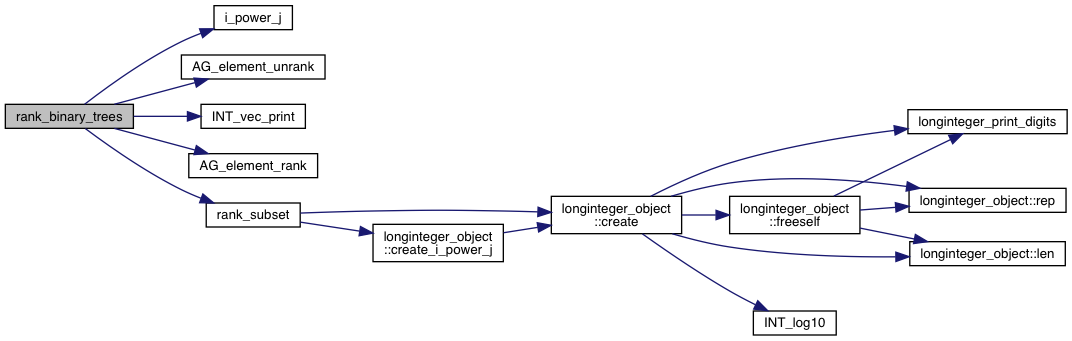 i_power_j
AG_element_unrank
rank_binary_trees
INT_vec_print
AG_element_rank
rank_subset
longinteger_object
::create_i_power_j
longinteger_object
::create
longinteger_object
::freeself
longinteger_print_digits
longinteger_object::rep
longinteger_object::len
INT_log10